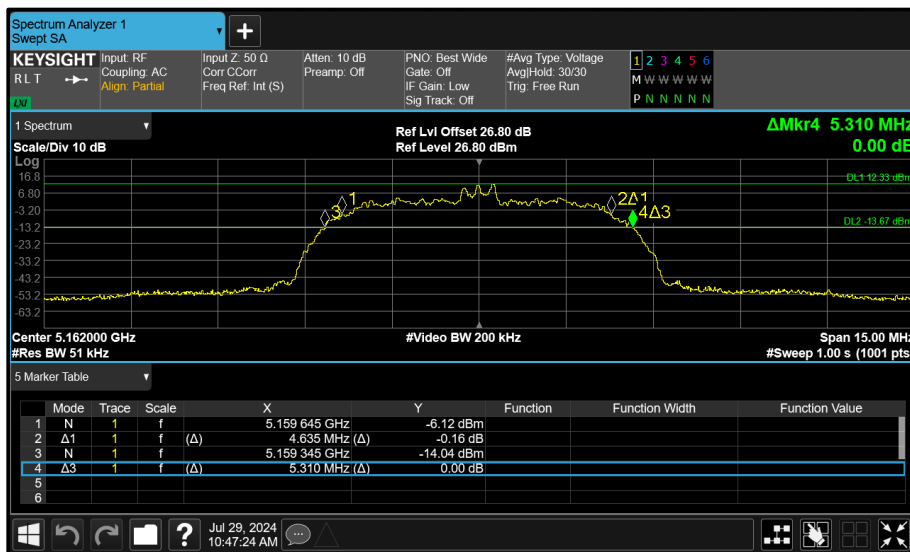 Spectrum Analyzer 1
Swept SA
+
KEYSIGHT
R L T
LXI
Input: RF
Coupling: AC
Align: Partial
Input Z: 50 Ω
Corr CCorr
Freq Ref: Int (S)
Atten: 10 dB
Preamp: Off
PNO: Best Wide
Gate: Off
IF Gain: Low
Sig Track: Off
#Avg Type: Voltage
Avg|Hold: 30/30
Trig: Free Run
1 2 3 4 5 6
M W W W W W
P N N N N N
1 Spectrum
Scale/Div 10 dB
Ref Lvl Offset 26.80 dB
Ref Level 26.80 dBm
ΔMkr4 5.310 MHz
0.00 dB
Log
16.8
6.80
-3.20
-13.2
-23.2
-33.2
-43.2
-53.2
-63.2
DL1 12.33 dBm
1
2Δ1
3
4Δ3
DL2 -13.67 dBm
Center 5.162000 GHz
#Video BW 200 kHz
Span 15.00 MHz
#Res BW 51 kHz
#Sweep 1.00 s (1001 pts
5 Marker Table
Mode Trace Scale X Y Function Function Width Function Value
1 N 1 f 5.159 645 GHz -6.12 dBm
2 Δ1 1 f (Δ) 4.635 MHz (Δ) -0.16 dB
3 N 1 f 5.159 345 GHz -14.04 dBm
4 Δ3 1 f (Δ) 5.310 MHz (Δ) 0.00 dB
5
6
?
Jul 29, 2024
10:47:24 AM